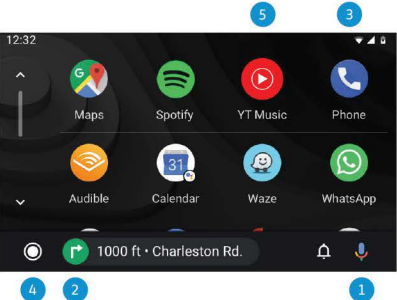 5 3
12:32
Maps Spotify YT Music Phone
31
Audible Calendar Waze WhatsApp
1000 ft • Charleston Rd.
4 2 1